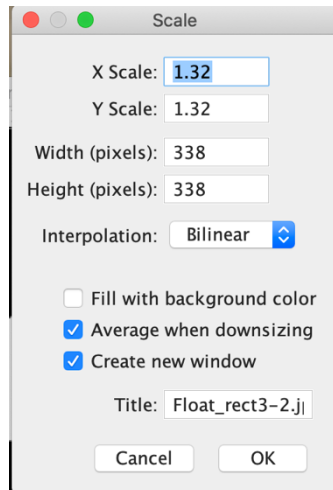 Scale
X Scale: 1.32
Y Scale: 1.32
Width (pixels): 338
Height (pixels): 338
Interpolation: Bilinear
Fill with background color
Average when downsizing
Create new window
Title: Float_rect3-2.j
Cancel OK